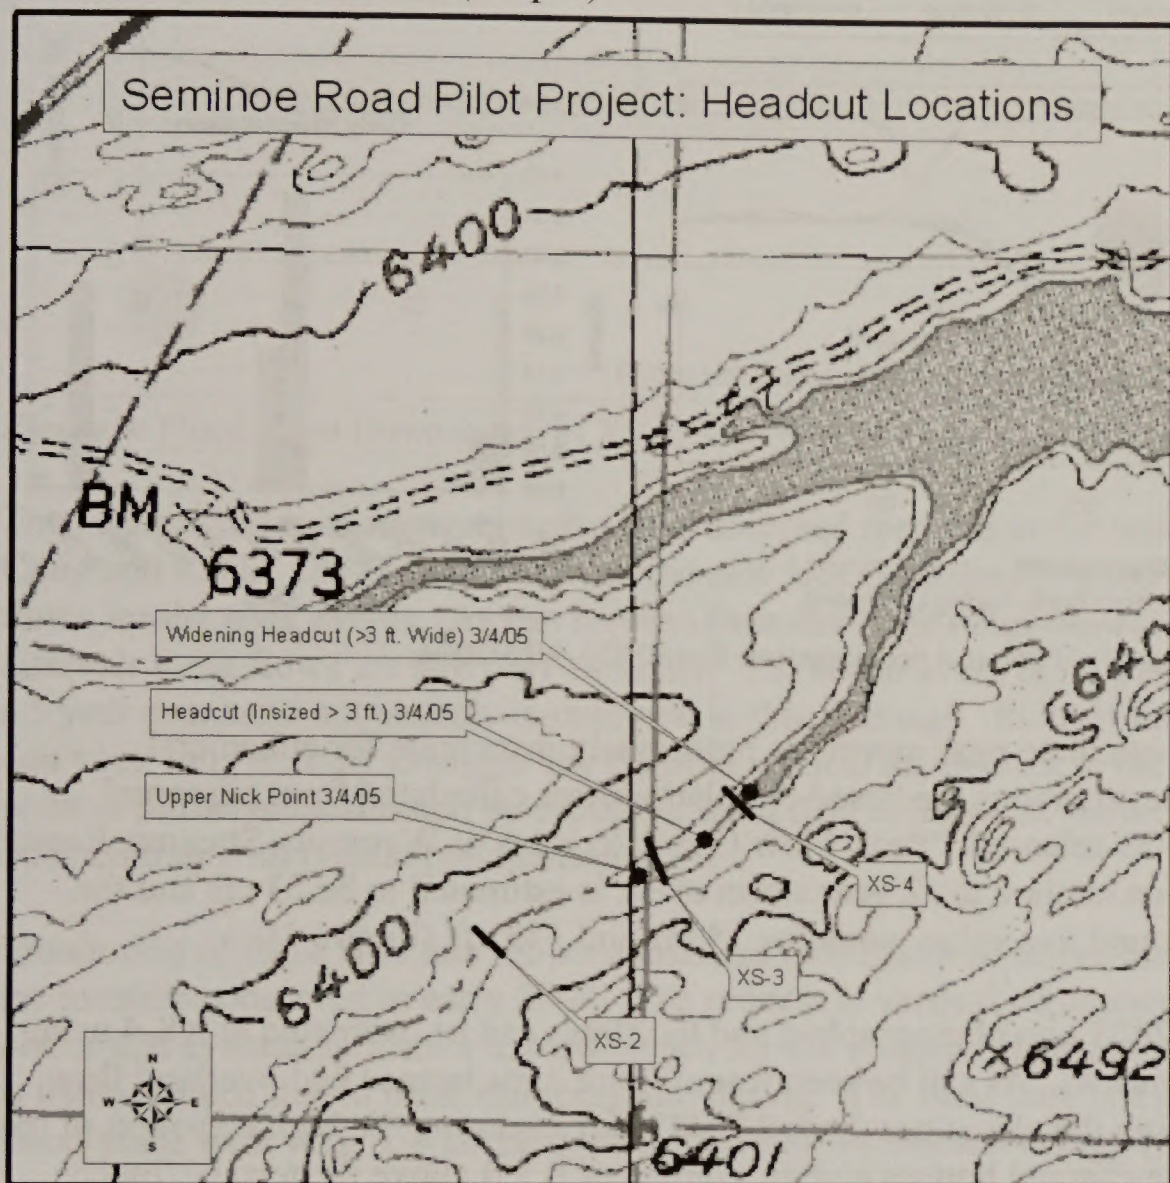 Seminoe Road Pilot Project: Headcut Locations
6400
BM
6373
Widening Headcut (>3 ft. Wide) 3/4/05
640
Headcut (Insized > 3 ft.) 3/4/05
Upper Nick Point 3/4/05
XS-4
6400
XS-3
XS-2
N
W E
S
6492
6401